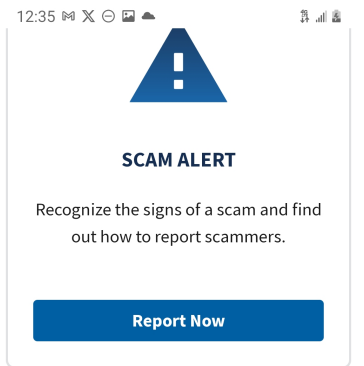 12:35
SCAM ALERT
Recognize the signs of a scam and find
out how to report scammers.
Report Now